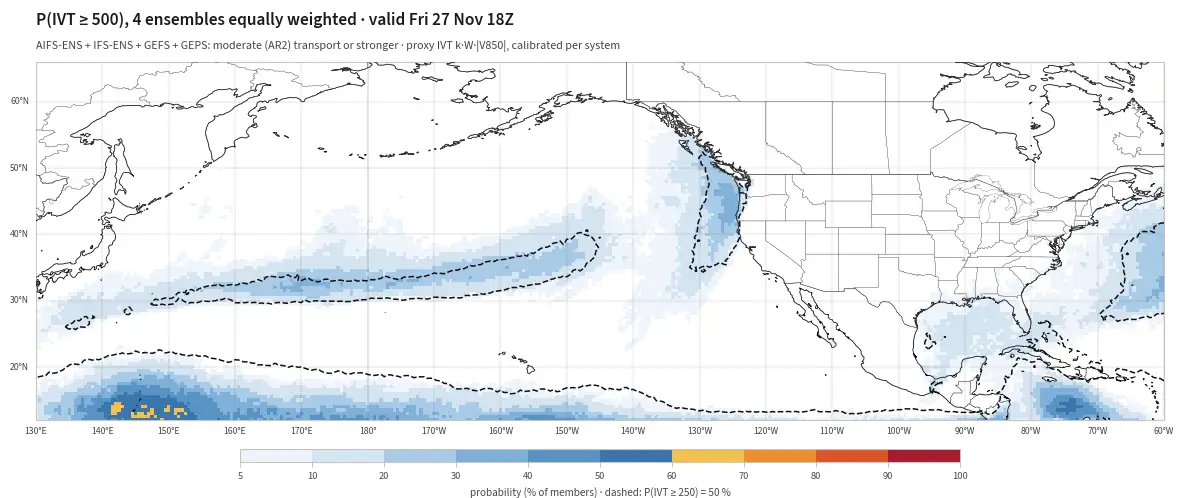 P(IVT ≥ 500), 4 ensembles equally weighted · valid Fri 27 Nov 18Z
AIFS-ENS + IFS-ENS + GEFS + GEPS: moderate (AR2) transport or stronger · proxy IVT k·W·|V850|, calibrated per system
60°N
50°N
40°N
30°N
20°N
130°E 140°E 150°E 160°E 170°E 180° 170°W 160°W 150°W 140°W 130°W 120°W 110°W 100°W 90°W 80°W 70°W 60°W
5 10 20 30 40 50 60 70 80 90 100
probability (% of members) · dashed: P(IVT ≥ 250) = 50 %